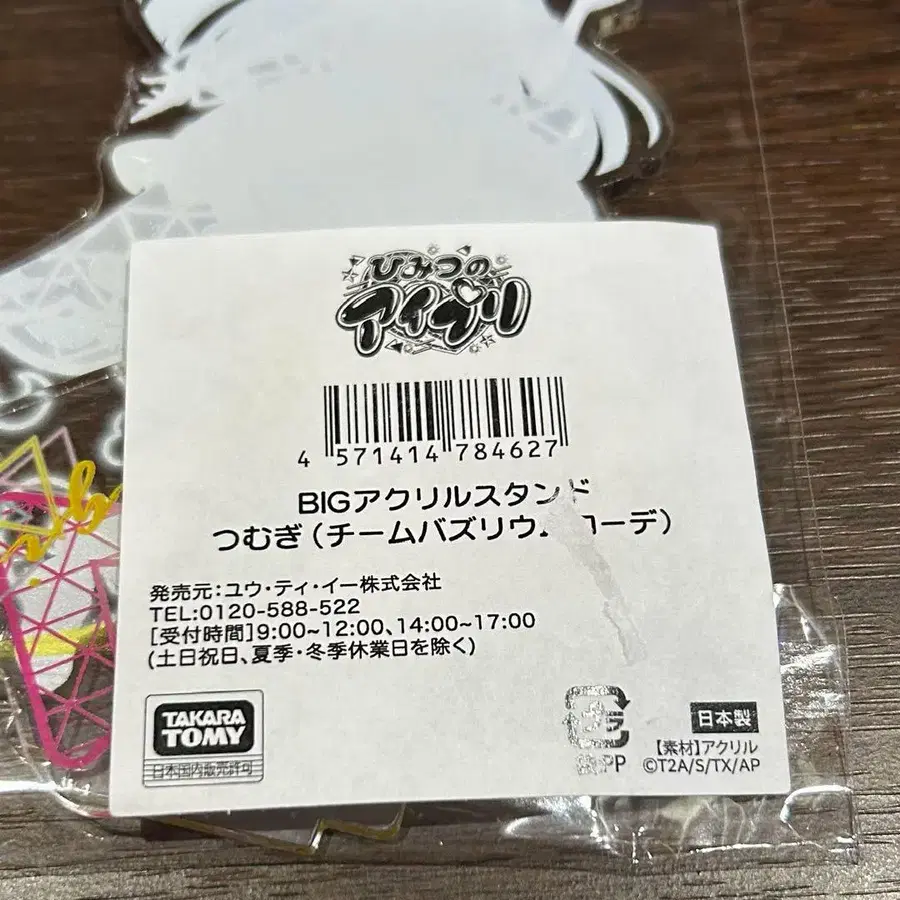 ひみつの
アイプリ
4 571414 784627
BIGアクリルスタンド
つむぎ(チームバズリウ コーデ)
発売元:ユウ・ティ・イー株式会社
TEL:0120-588-522
[受付時間]9:00~12:00、14:00~17:00
(土日祝日、夏季・冬季休業日を除く)
TAKARA
TOMY
日本国内販売許可
プラ
PP
日本製
【素材】アクリル
©T2A/S/TX/AP